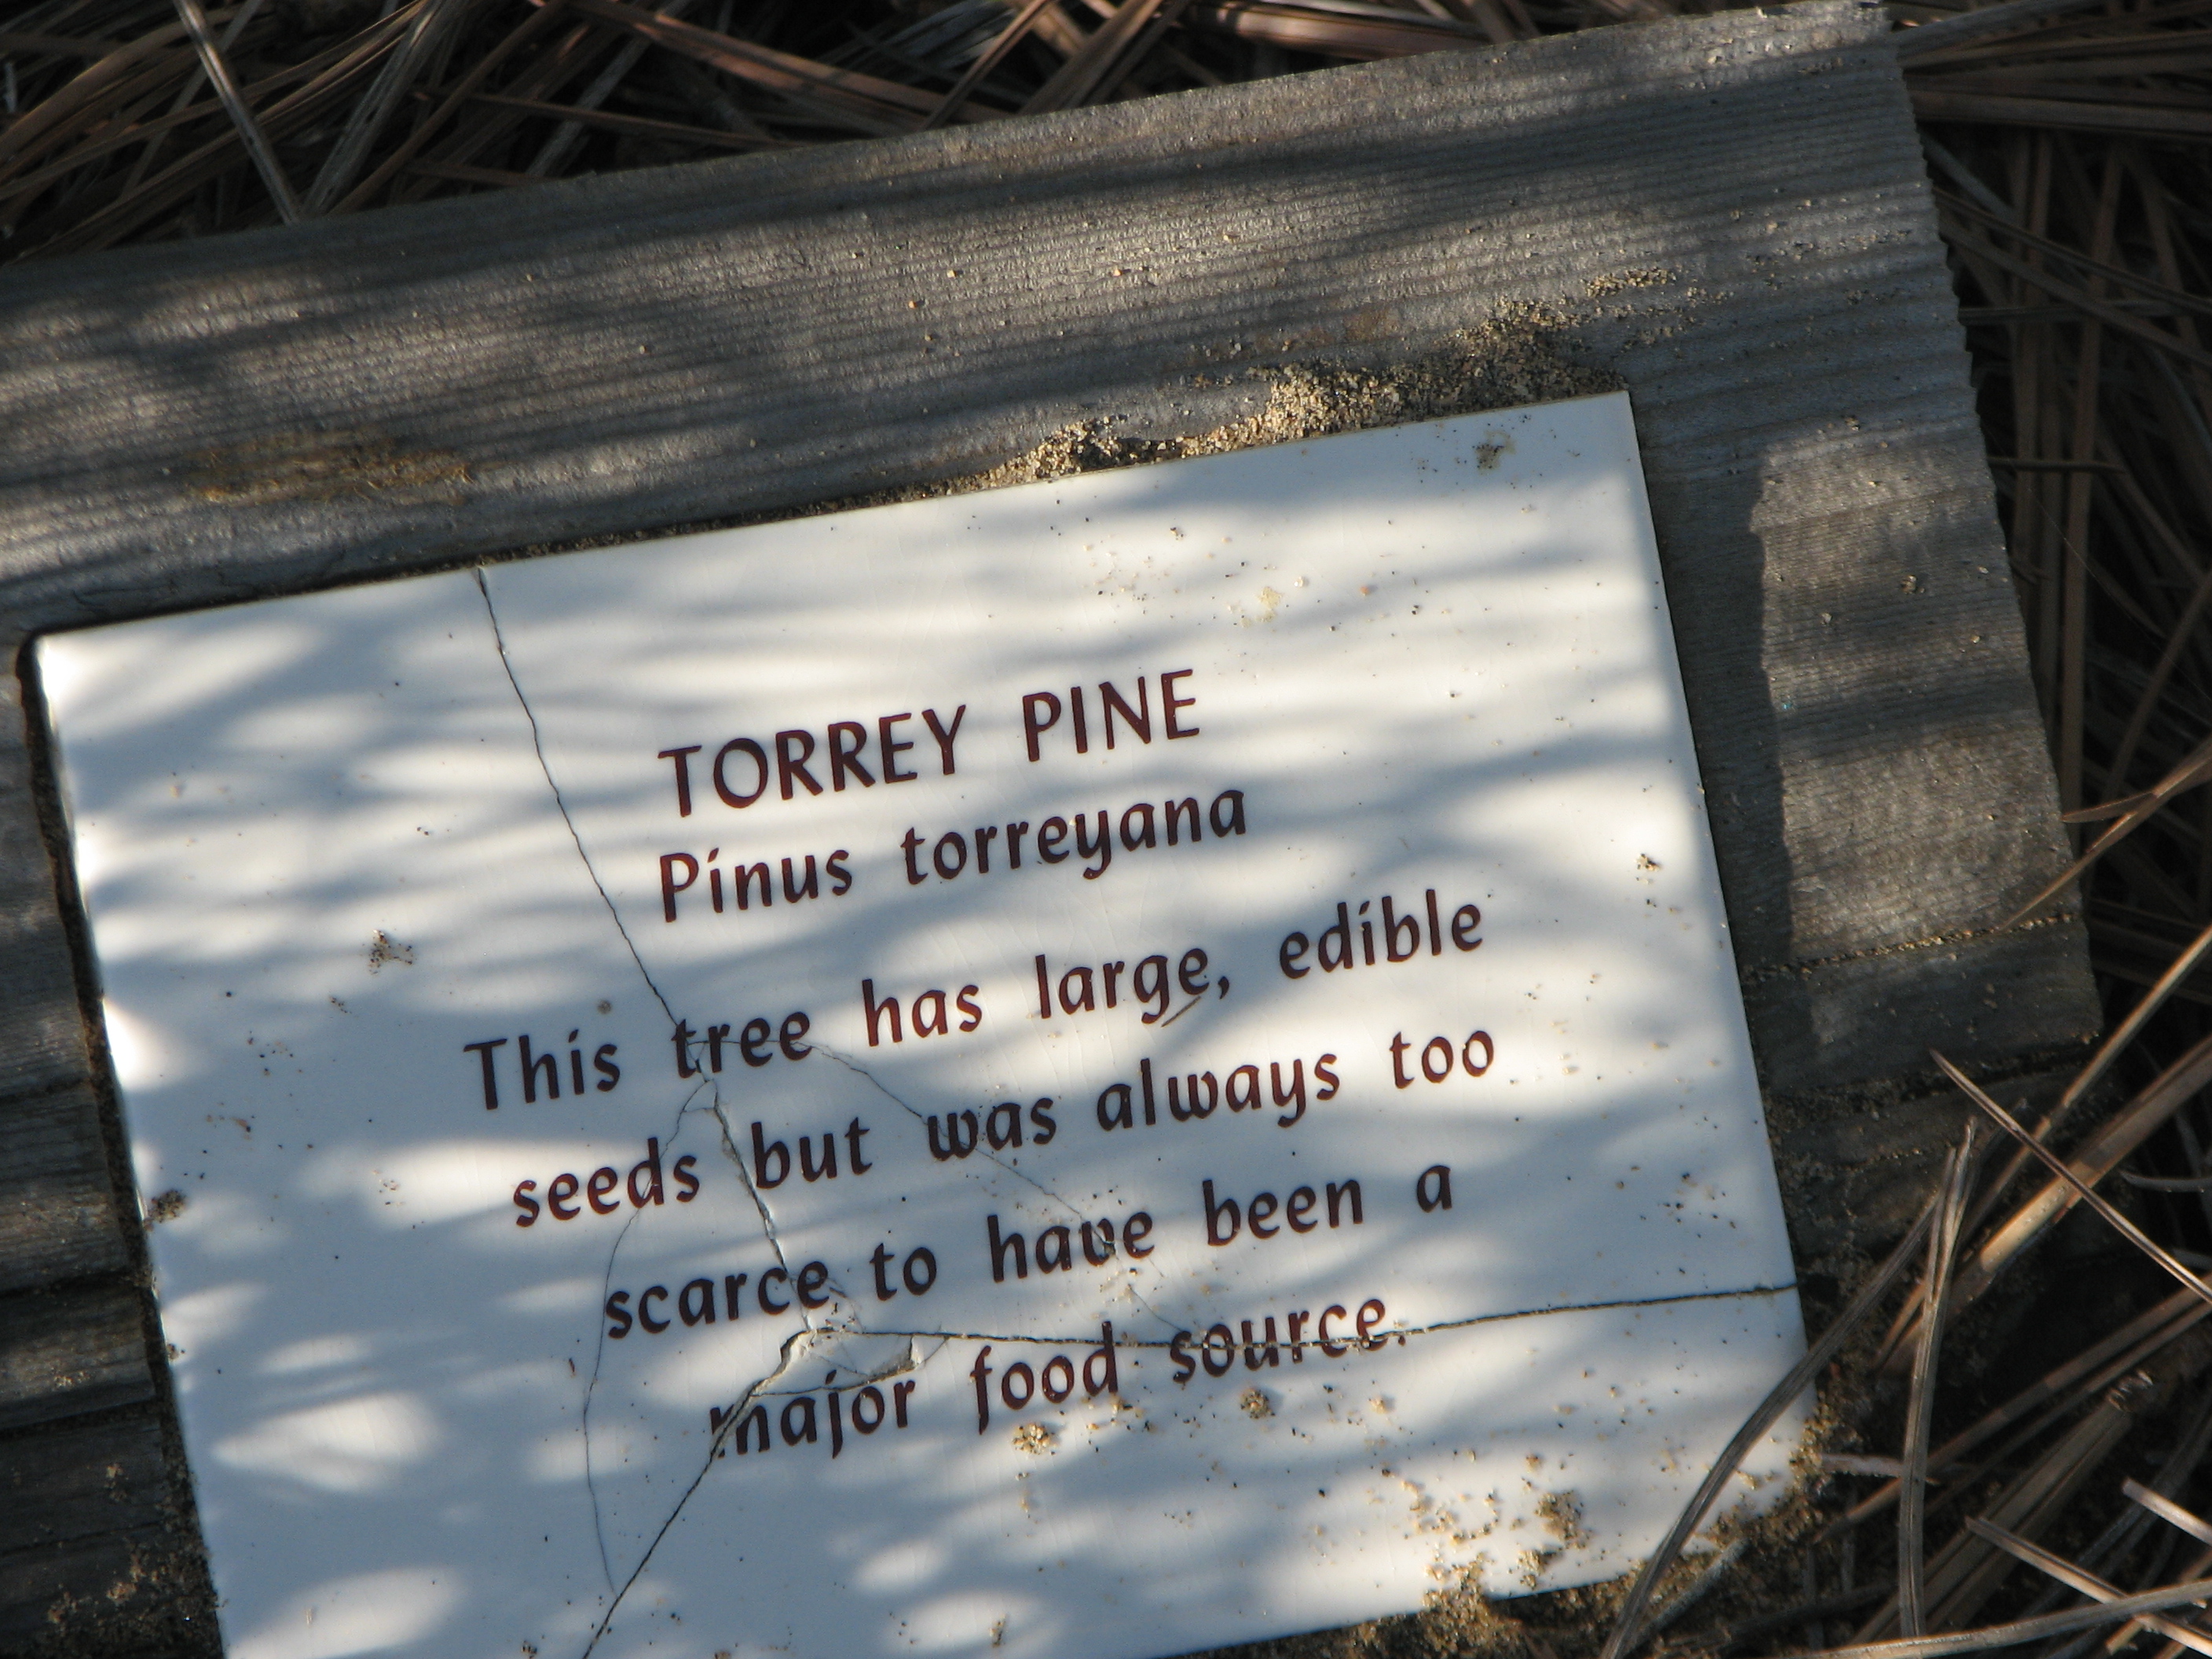 TORREY PINE
Pinus torreyana
This tree has large, edible
seeds but was always too
scarce to have been a
major food source.